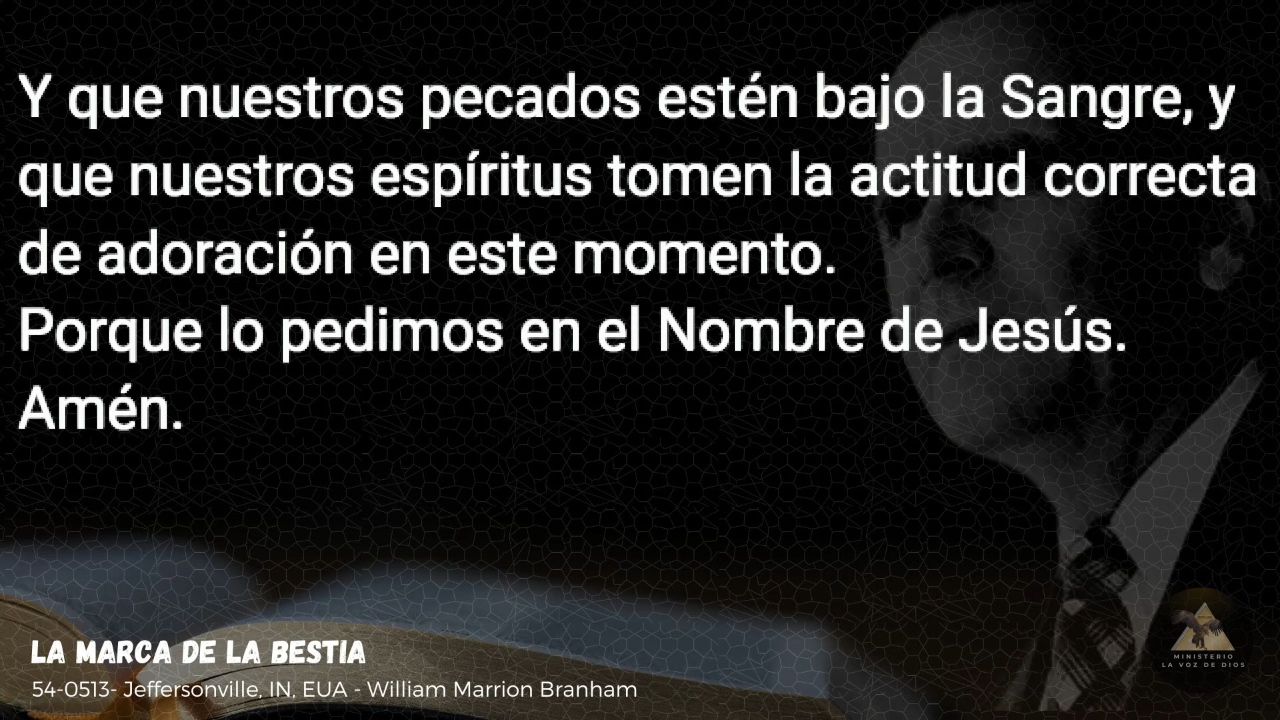 Y que nuestros pecados estén bajo la Sangre, y
que nuestros espíritus tomen la actitud correcta
de adoración en este momento.
Porque lo pedimos en el Nombre de Jesús.
Amén.
LA MARCA DE LA BESTIA
54-0513- Jeffersonville, IN, EUA - William Marrion Branham
MINISTERIO
LA VOZ DE DIOS